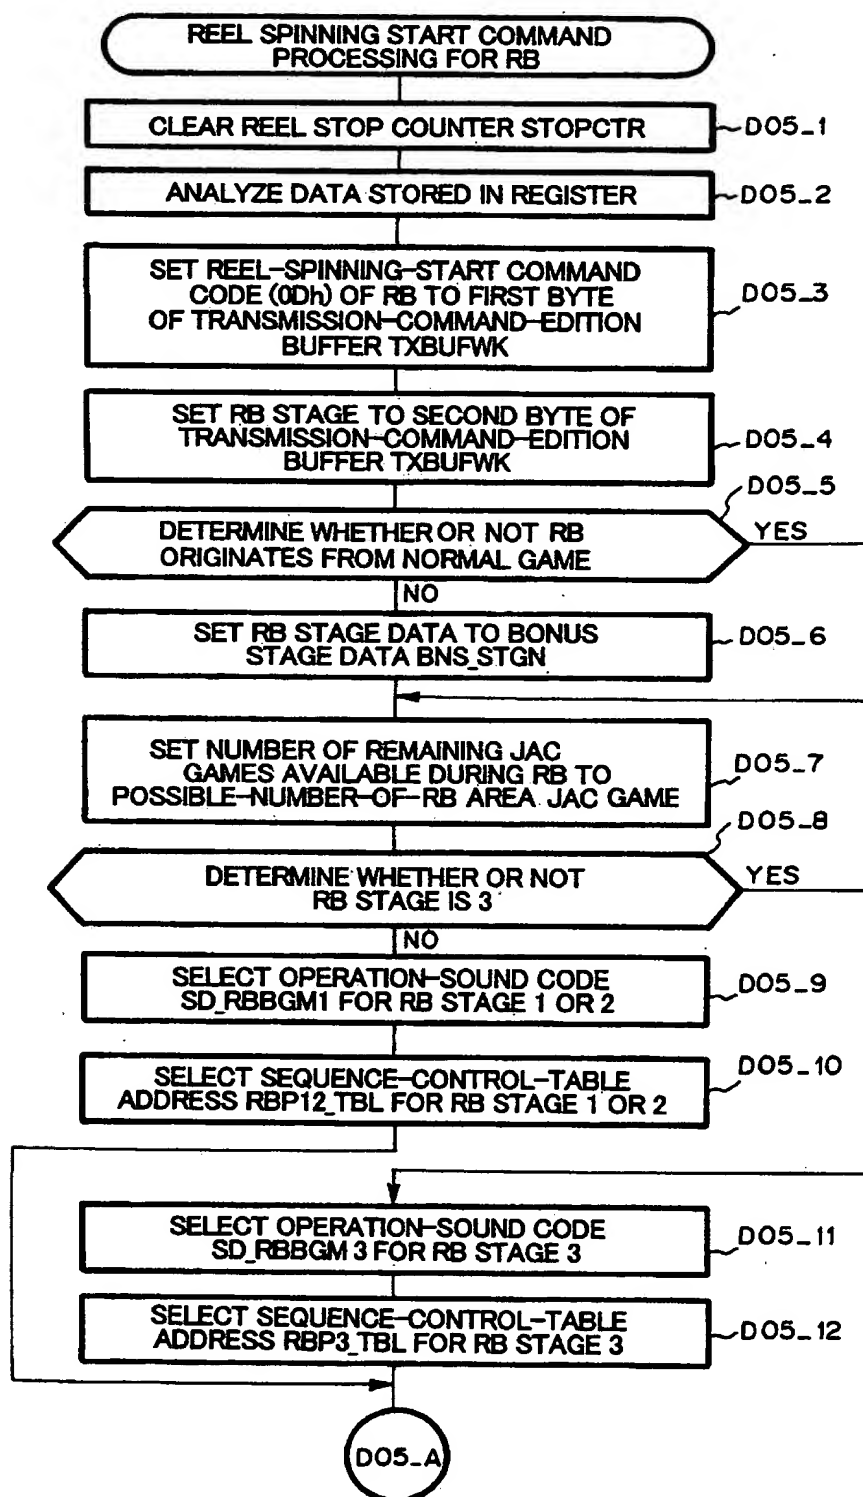 REEL SPINNING START COMMAND
PROCESSING FOR RB
CLEAR REEL STOP COUNTER STOPCTR
D05_1
ANALYZE DATA STORED IN REGISTER
D05_2
SET REEL-SPINNING-START COMMAND
CODE (0Dh) OF RB TO FIRST BYTE
OF TRANSMISSION-COMMAND-EDITION
BUFFER TXBUFWK
D05_3
SET RB STAGE TO SECOND BYTE OF
TRANSMISSION-COMMAND-EDITION
BUFFER TXBUFWK
D05_4
D05_5
DETERMINE WHETHER OR NOT RB
ORIGINATES FROM NORMAL GAME
YES
NO
SET RB STAGE DATA TO BONUS
STAGE DATA BNS_STGN
D05_6
SET NUMBER OF REMAINING JAC
GAMES AVAILABLE DURING RB TO
POSSIBLE-NUMBER-OF-RB AREA JAC GAME
D05_7
D05_8
DETERMINE WHETHER OR NOT
RB STAGE IS 3
YES
NO
SELECT OPERATION-SOUND CODE
SD_RBBGM1 FOR RB STAGE 1 OR 2
D05_9
SELECT SEQUENCE-CONTROL-TABLE
ADDRESS RBP12_TBL FOR RB STAGE 1 OR 2
D05_10
SELECT OPERATION-SOUND CODE
SD_RBBGM 3 FOR RB STAGE 3
D05_11
SELECT SEQUENCE-CONTROL-TABLE
ADDRESS RBP3_TBL FOR RB STAGE 3
D05_12
D05_A